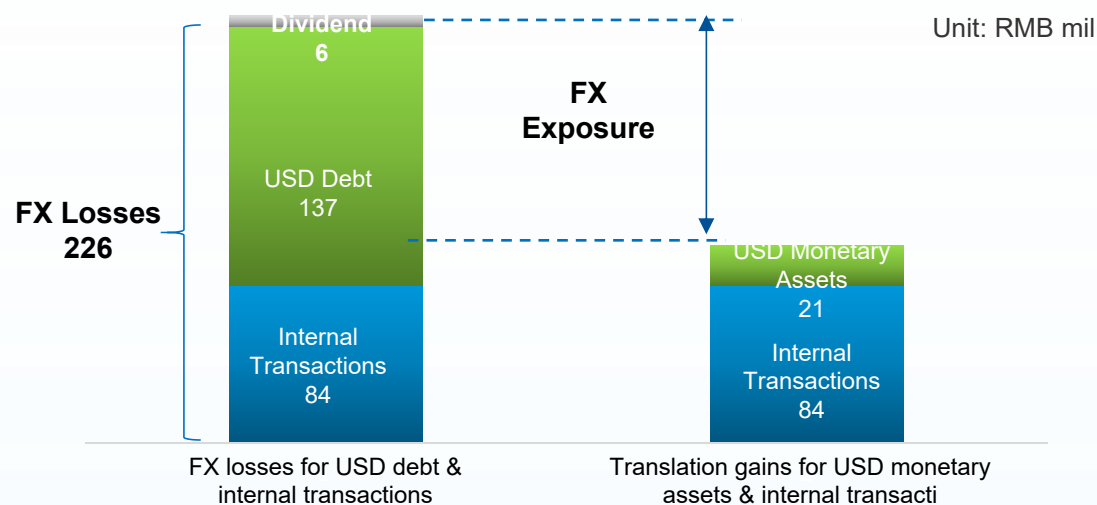 Unit: RMB mil
Dividend
6
FX
Exposure
USD Debt
137
FX Losses
226
USD Monetary
Assets
21
Internal
Transactions
84
Internal
Transactions
84
FX losses for USD debt &
internal transactions
Translation gains for USD monetary
assets & internal transacti